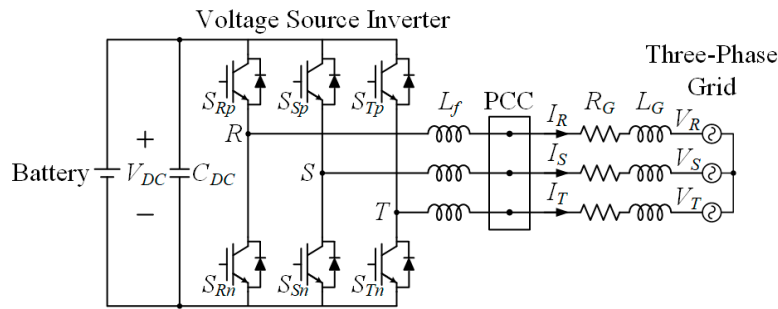 Voltage Source Inverter
Three-Phase
Grid
S_Rp
S_Sp
S_Tp
L_f
PCC
I_R
R_G
L_G
V_R
R
+
Battery
V_DC
C_DC
S
I_S
V_S
−
T
I_T
V_T
S_Rn
S_Sn
S_Tn